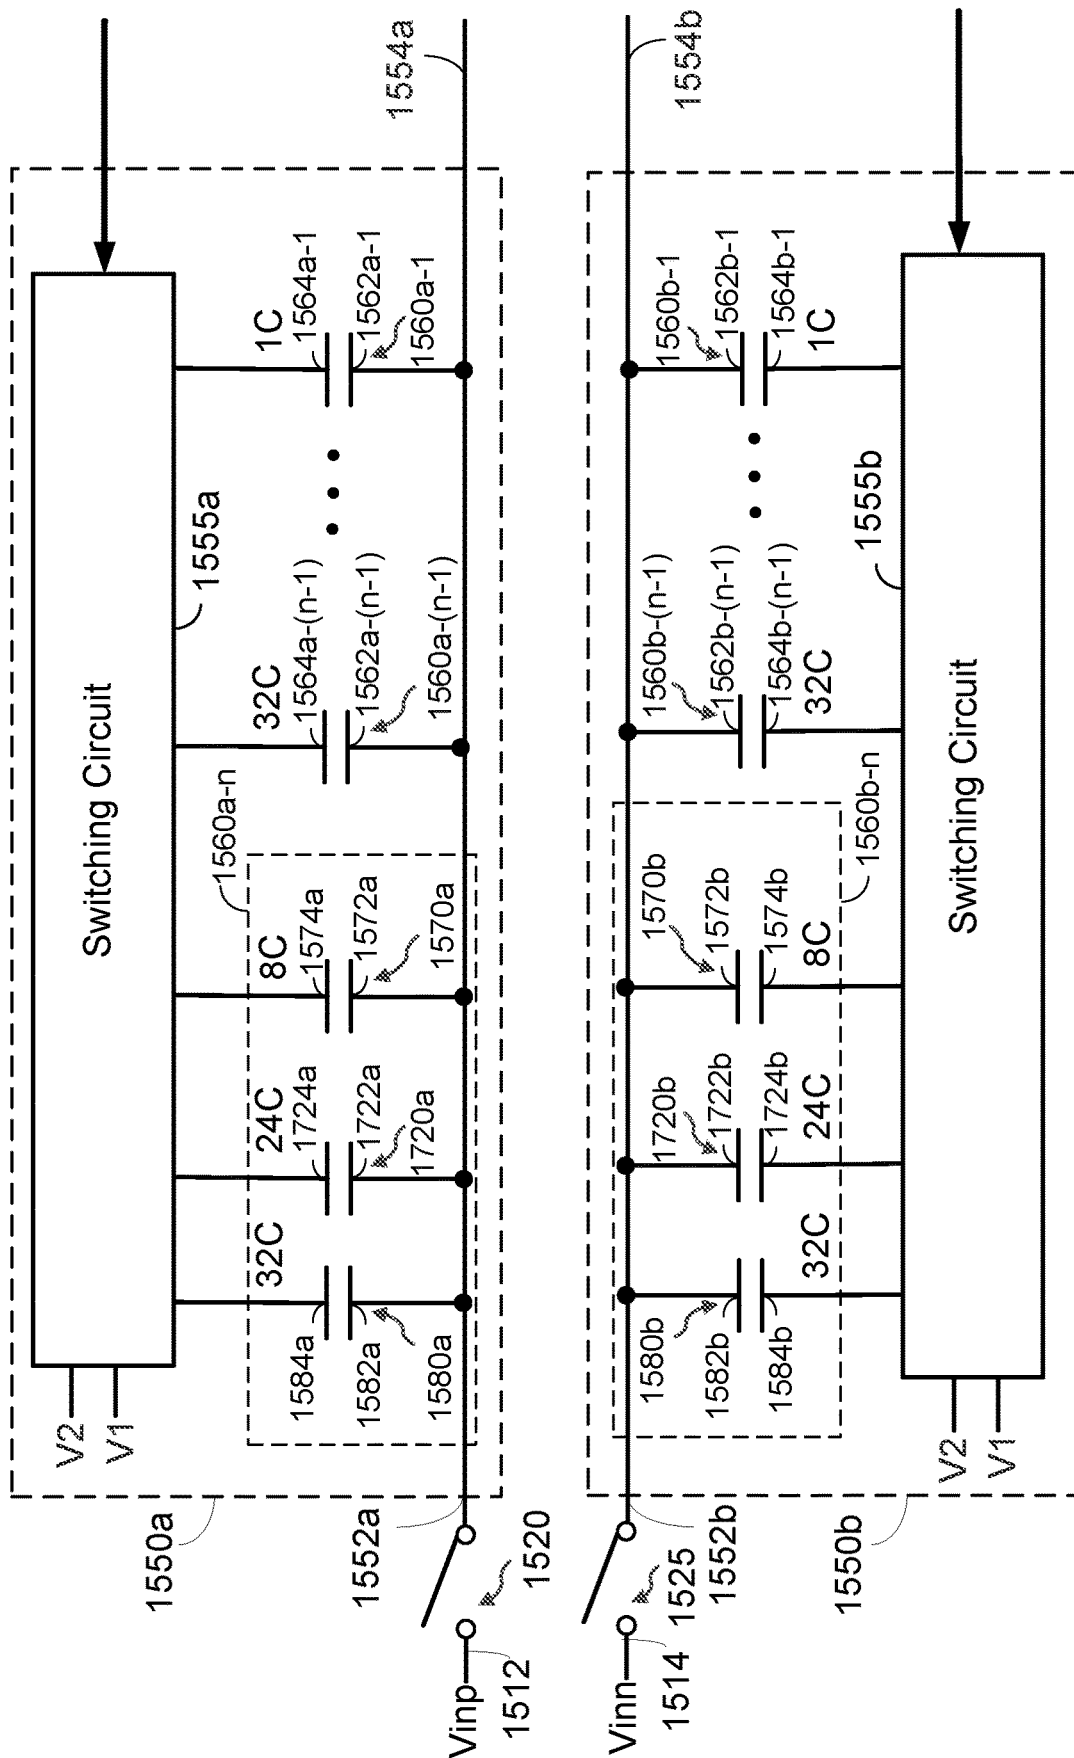 Switching Circuit
1555a
V2
V1
1550a
1560a-n
32C
1584a
1582a
1580a
24C
1724a
1722a
1720a
8C
1574a
1572a
1570a
32C
1564a-(n-1)
1562a-(n-1)
1560a-(n-1)
1C
1564a-1
1562a-1
1560a-1
1554a
Vinp
1512
1520
1552a
Vinn
1514
1525
1552b
1554b
1580b
1582b
1584b
32C
1720b
1722b
1724b
24C
1570b
1572b
1574b
8C
1560b-n
1560b-(n-1)
1562b-(n-1)
1564b-(n-1)
32C
1560b-1
1562b-1
1564b-1
1C
1555b
Switching Circuit
V2
V1
1550b